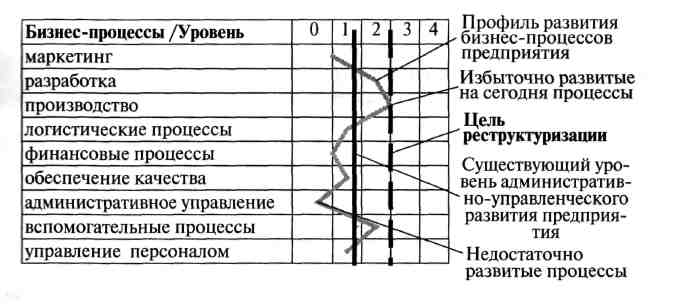 Бизнес-процессы /Уровень 0 1 2 3 4
маркетинг
разработка
производство
логистические процессы
финансовые процессы
обеспечение качества
административное управление
вспомогательные процессы
управление персоналом
Профиль развития
бизнес-процессов
предприятия
Избыточно развитые
на сегодня процессы
Цель
реструктуризации
Существующий уро-
вень административ-
но-управленческого
развития предприя-
тия
Недостаточно
развитые процессы